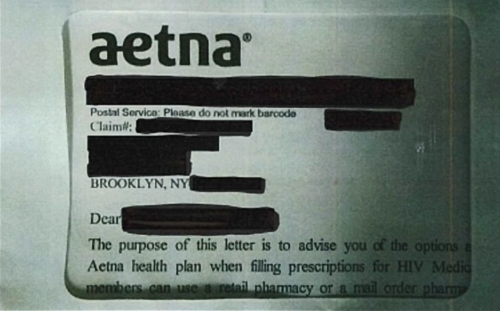 aetna®
Postal Service: Please do not mark barcode
Claim#:
BROOKLYN, NY
Dear
The purpose of this letter is to advise you of the options
Aetna health plan when filling prescriptions for HIV
members can use a retail pharmacy or a mail order